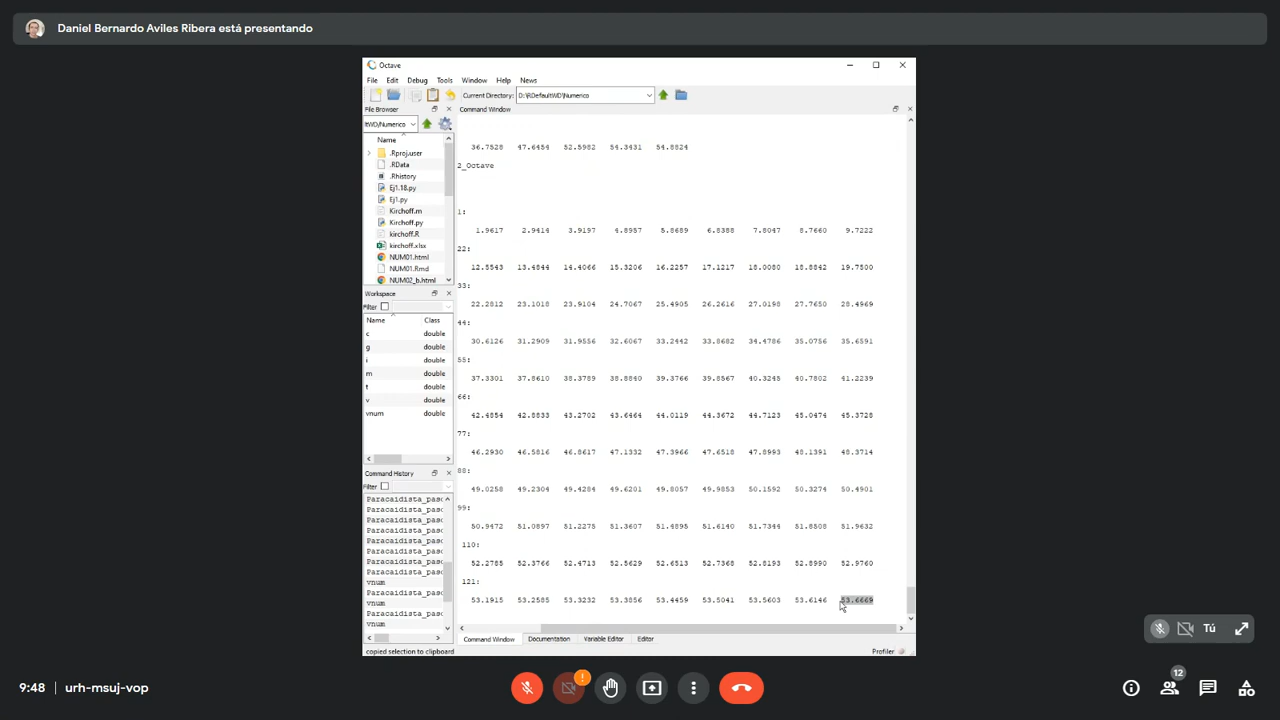 Daniel Bernardo Aviles Ribera está presentando
Octave
File Edit Debug Tools Window Help News
Current Directory: D:\RDefaultWD\Numerico
File Browser
ltWD/Numerico
Name
.Rproj.user
.RData
.Rhistory
Ej1.18.py
Ej1.py
Kirchoff.m
Kirchoff.py
kirchoff.R
kirchoff.xlsx
NUM01.html
NUM01.Rmd
NUM02_b.html
Workspace
Filter
Name Class
c double
g double
i double
m double
t double
v double
vnum double
Command History
Filter
Paracaidista_paso
Paracaidista_paso
Paracaidista_paso
Paracaidista_paso
Paracaidista_paso
Paracaidista_paso
Paracaidista_paso
Paracaidista_paso
vnum
Paracaidista_paso
vnum
Paracaidista_paso
vnum
Command Window
36.7528 47.6454 52.5982 54.3431 54.8824
2_Octave
1:
1.9617 2.9414 3.9197 4.8957 5.8689 6.8388 7.8047 8.7660 9.7222
22:
12.5543 13.4844 14.4066 15.3206 16.2257 17.1217 18.0080 18.8842 19.7500
33:
22.2812 23.1018 23.9104 24.7067 25.4905 26.2616 27.0198 27.7650 28.4969
44:
30.6126 31.2909 31.9556 32.6067 33.2442 33.8682 34.4786 35.0756 35.6591
55:
37.3301 37.8610 38.3789 38.8840 39.3766 39.8567 40.3245 40.7802 41.2239
66:
42.4854 42.8833 43.2702 43.6464 44.0119 44.3672 44.7123 45.0474 45.3728
77:
46.2930 46.5816 46.8617 47.1332 47.3966 47.6518 47.8993 48.1391 48.3714
88:
49.0258 49.2304 49.4284 49.6201 49.8057 49.9853 50.1592 50.3274 50.4901
99:
50.9472 51.0897 51.2275 51.3607 51.4895 51.6140 51.7344 51.8508 51.9632
110:
52.2785 52.3766 52.4713 52.5629 52.6513 52.7368 52.8193 52.8990 52.9760
121:
53.1915 53.2585 53.3232 53.3856 53.4459 53.5041 53.5603 53.6146 53.6669
Command Window Documentation Variable Editor Editor
copied selection to clipboard
Profiler
Tú
9:48 urh-msuj-vop
12